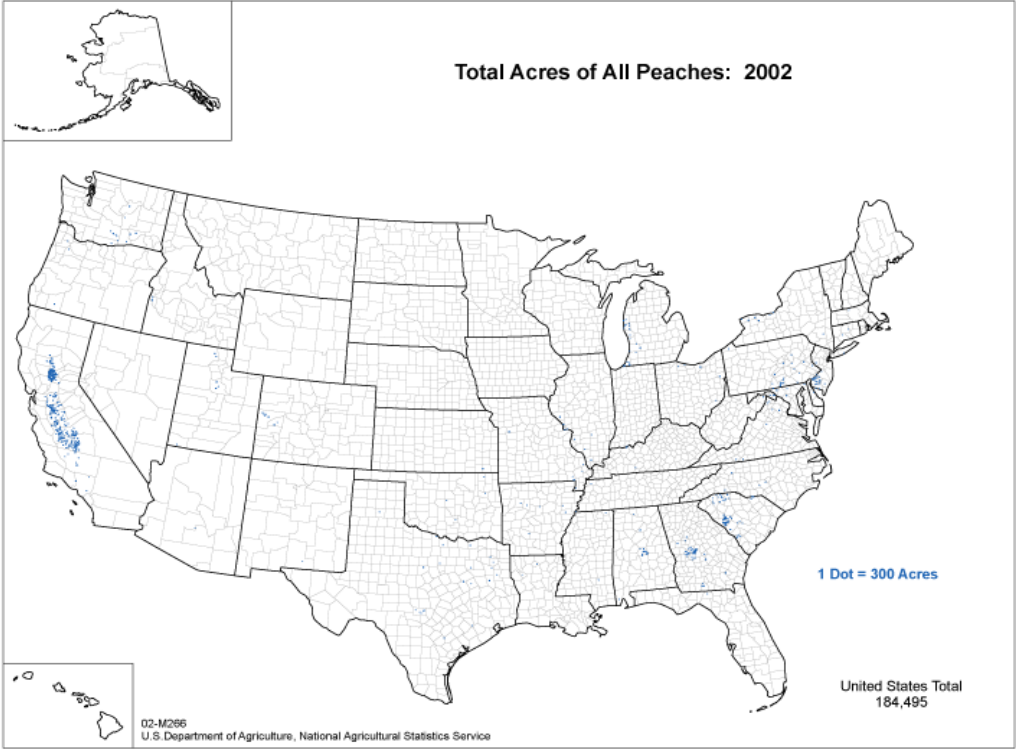 Total Acres of All Peaches:  2002
1 Dot = 300 Acres
United States Total
184,495
02-M266
U.S.Department of Agriculture, National Agricultural Statistics Service